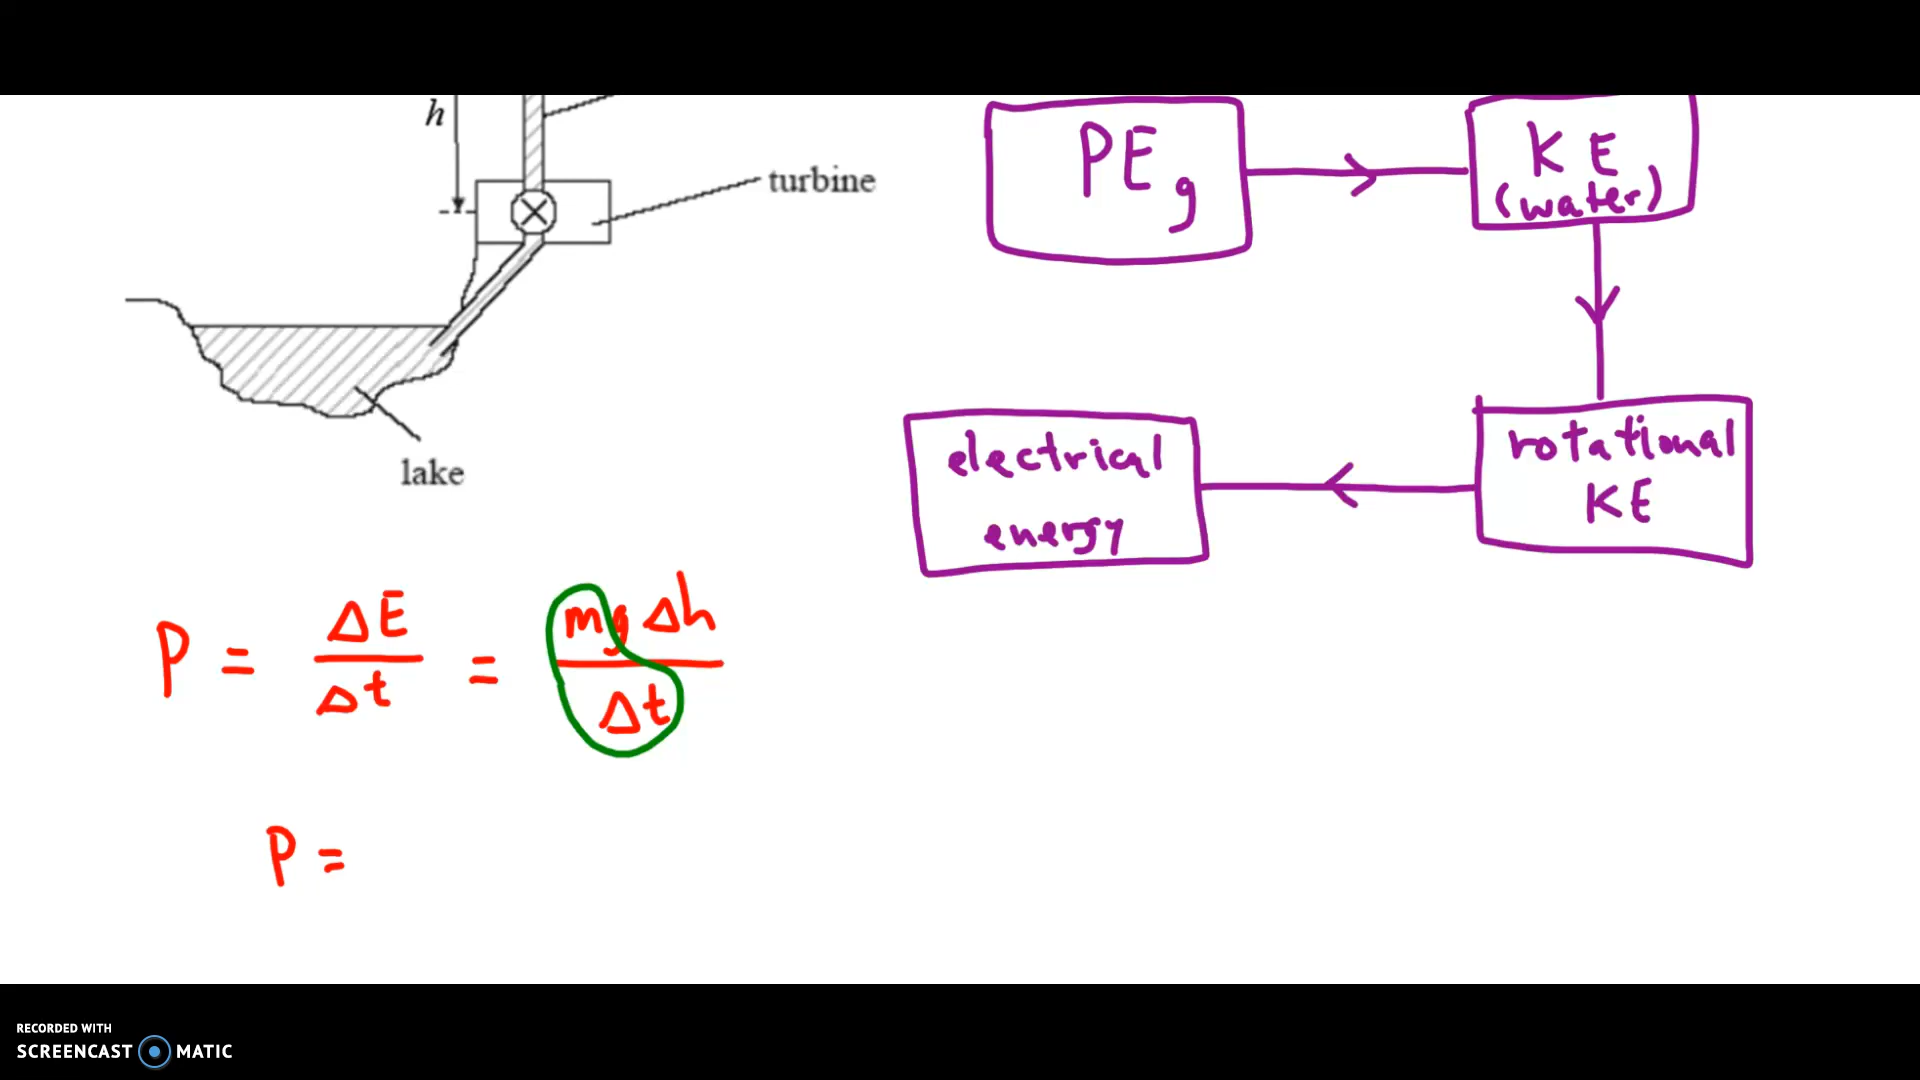 h
turbine
lake
PEg
KE
(water)
rotational
KE
electrical
energy
P = ΔE/Δt = mgΔh/Δt
P =
RECORDED WITH
SCREENCAST MATIC